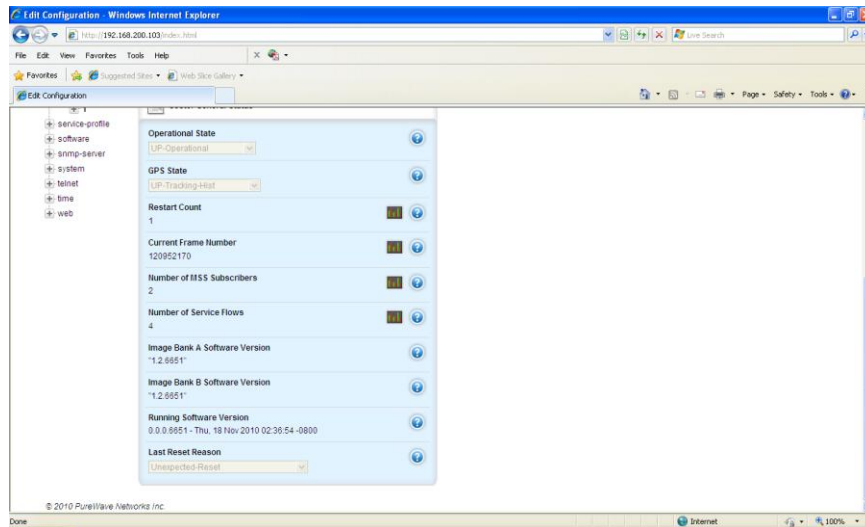 Edit Configuration - Windows Internet Explorer
http://192.168.200.103/index.html
Live Search
File Edit View Favorites Tools Help
Favorites Suggested Sites Web Slice Gallery
Edit Configuration
Page Safety Tools
1
service-profile
software
snmp-server
system
telnet
time
web
Operational State
UP-Operational
GPS State
UP-Tracking-Hist
Restart Count
1
Current Frame Number
120952170
Number of MSS Subscribers
2
Number of Service Flows
4
Image Bank A Software Version
"1.2.6651"
Image Bank B Software Version
"1.2.6651"
Running Software Version
0.0.0.6651 - Thu, 18 Nov 2010 02:36:54 -0800
Last Reset Reason
Unexpected-Reset
© 2010 PureWave Networks Inc.
Done
Internet
100%